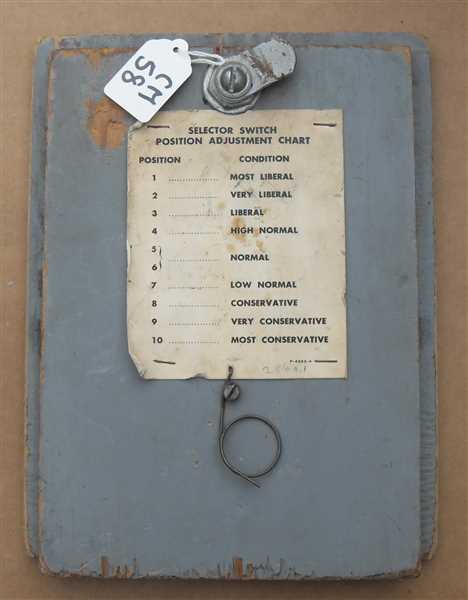 CM
58
SELECTOR SWITCH
POSITION ADJUSTMENT CHART
POSITION CONDITION
1 .............. MOST LIBERAL
2 .............. VERY LIBERAL
3 .............. LIBERAL
4 .............. HIGH NORMAL
5
.............. NORMAL
6
7 .............. LOW NORMAL
8 .............. CONSERVATIVE
9 .............. VERY CONSERVATIVE
10 .............. MOST CONSERVATIVE